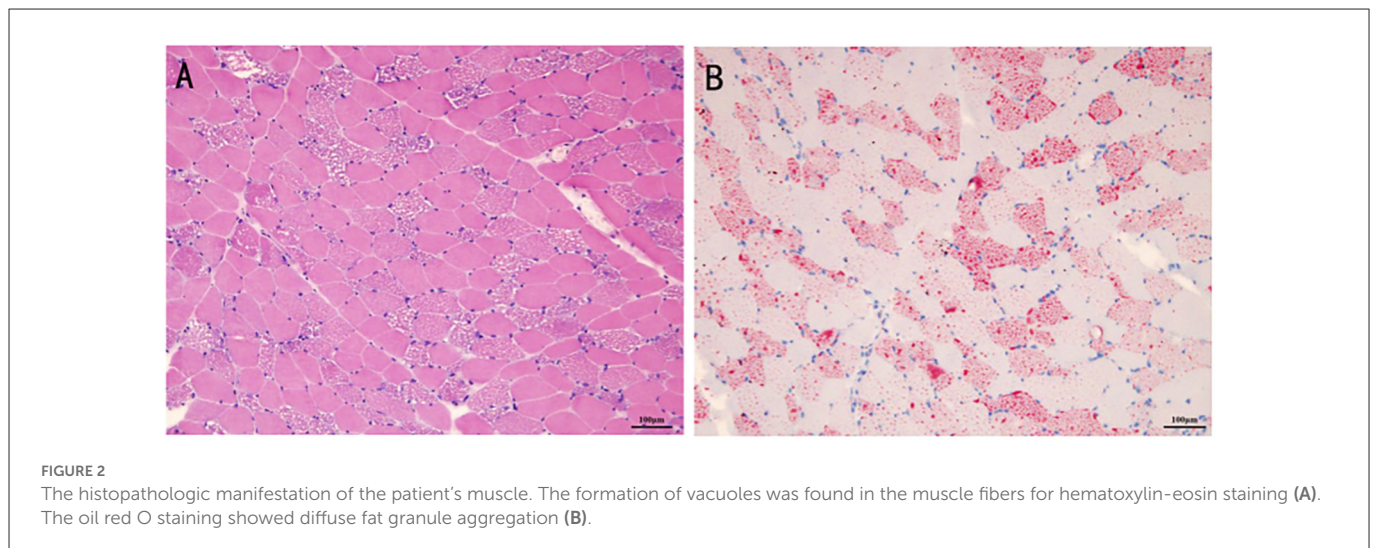 A
B
100μm
100μm
FIGURE 2
The histopathologic manifestation of the patient's muscle. The formation of vacuoles was found in the muscle fibers for hematoxylin-eosin staining (A).
The oil red O staining showed diffuse fat granule aggregation (B).